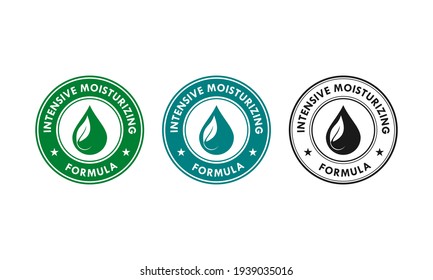 INTENSIVE MOISTURIZING
FORMULA
INTENSIVE MOISTURIZING
FORMULA
INTENSIVE MOISTURIZING
FORMULA
shutterstock.com · 1939035016